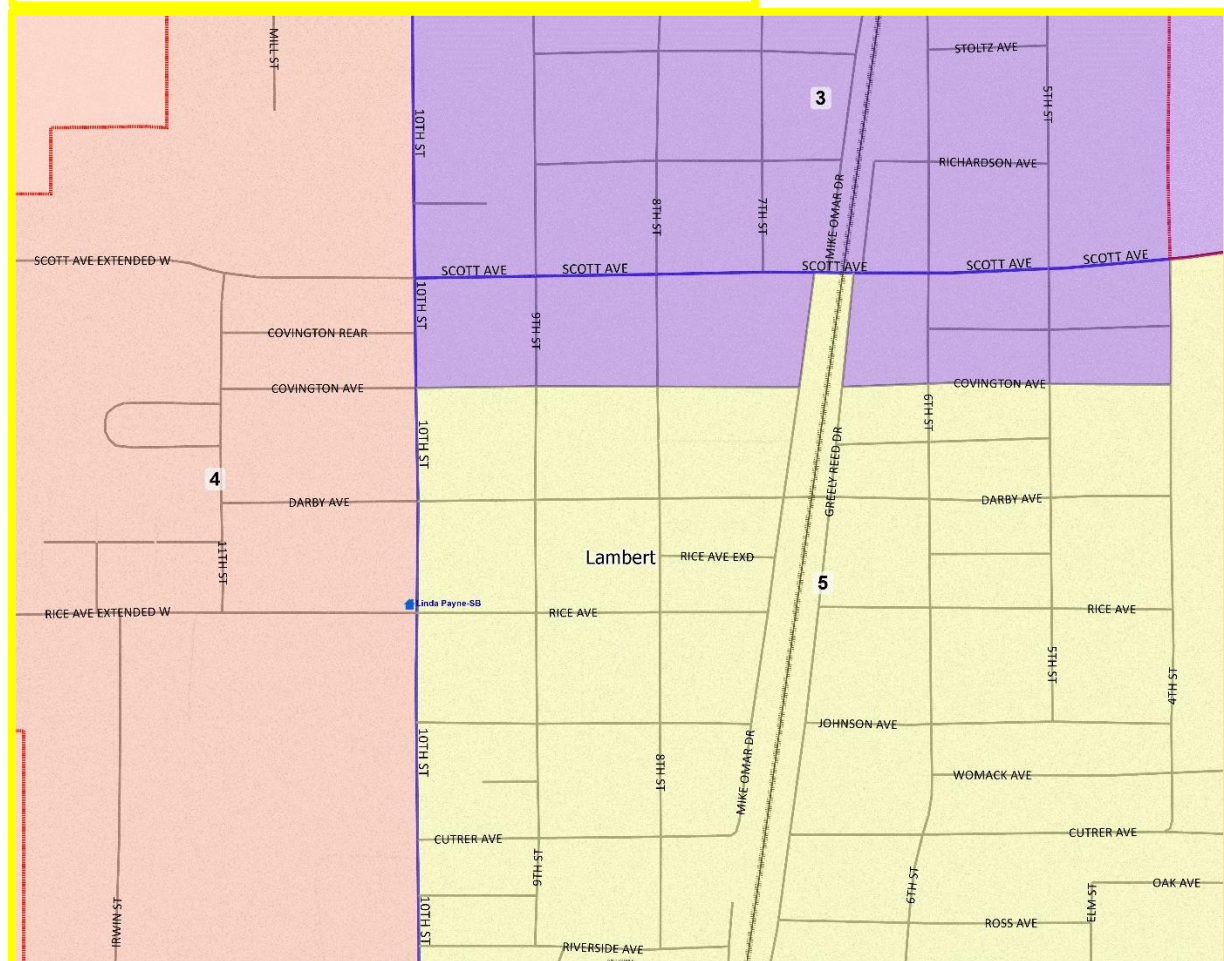 MILL ST
STOLTZ AVE
3
5TH ST
10TH ST
RICHARDSON AVE
8TH ST
7TH ST
MIKE OMAR DR
SCOTT AVE EXTENDED W
SCOTT AVE
SCOTT AVE
SCOTT AVE
SCOTT AVE
SCOTT AVE
10TH ST
9TH ST
COVINGTON REAR
COVINGTON AVE
COVINGTON AVE
6TH ST
10TH ST
GREELY REED DR
4
DARBY AVE
DARBY AVE
11TH ST
Lambert
RICE AVE EXD
5
Linda Payne-SB
RICE AVE EXTENDED W
RICE AVE
RICE AVE
5TH ST
4TH ST
JOHNSON AVE
10TH ST
8TH ST
MIKE OMAR DR
WOMACK AVE
CUTRER AVE
CUTRER AVE
9TH ST
6TH ST
OAK AVE
ELM ST
IRWIN ST
10TH ST
ROSS AVE
RIVERSIDE AVE